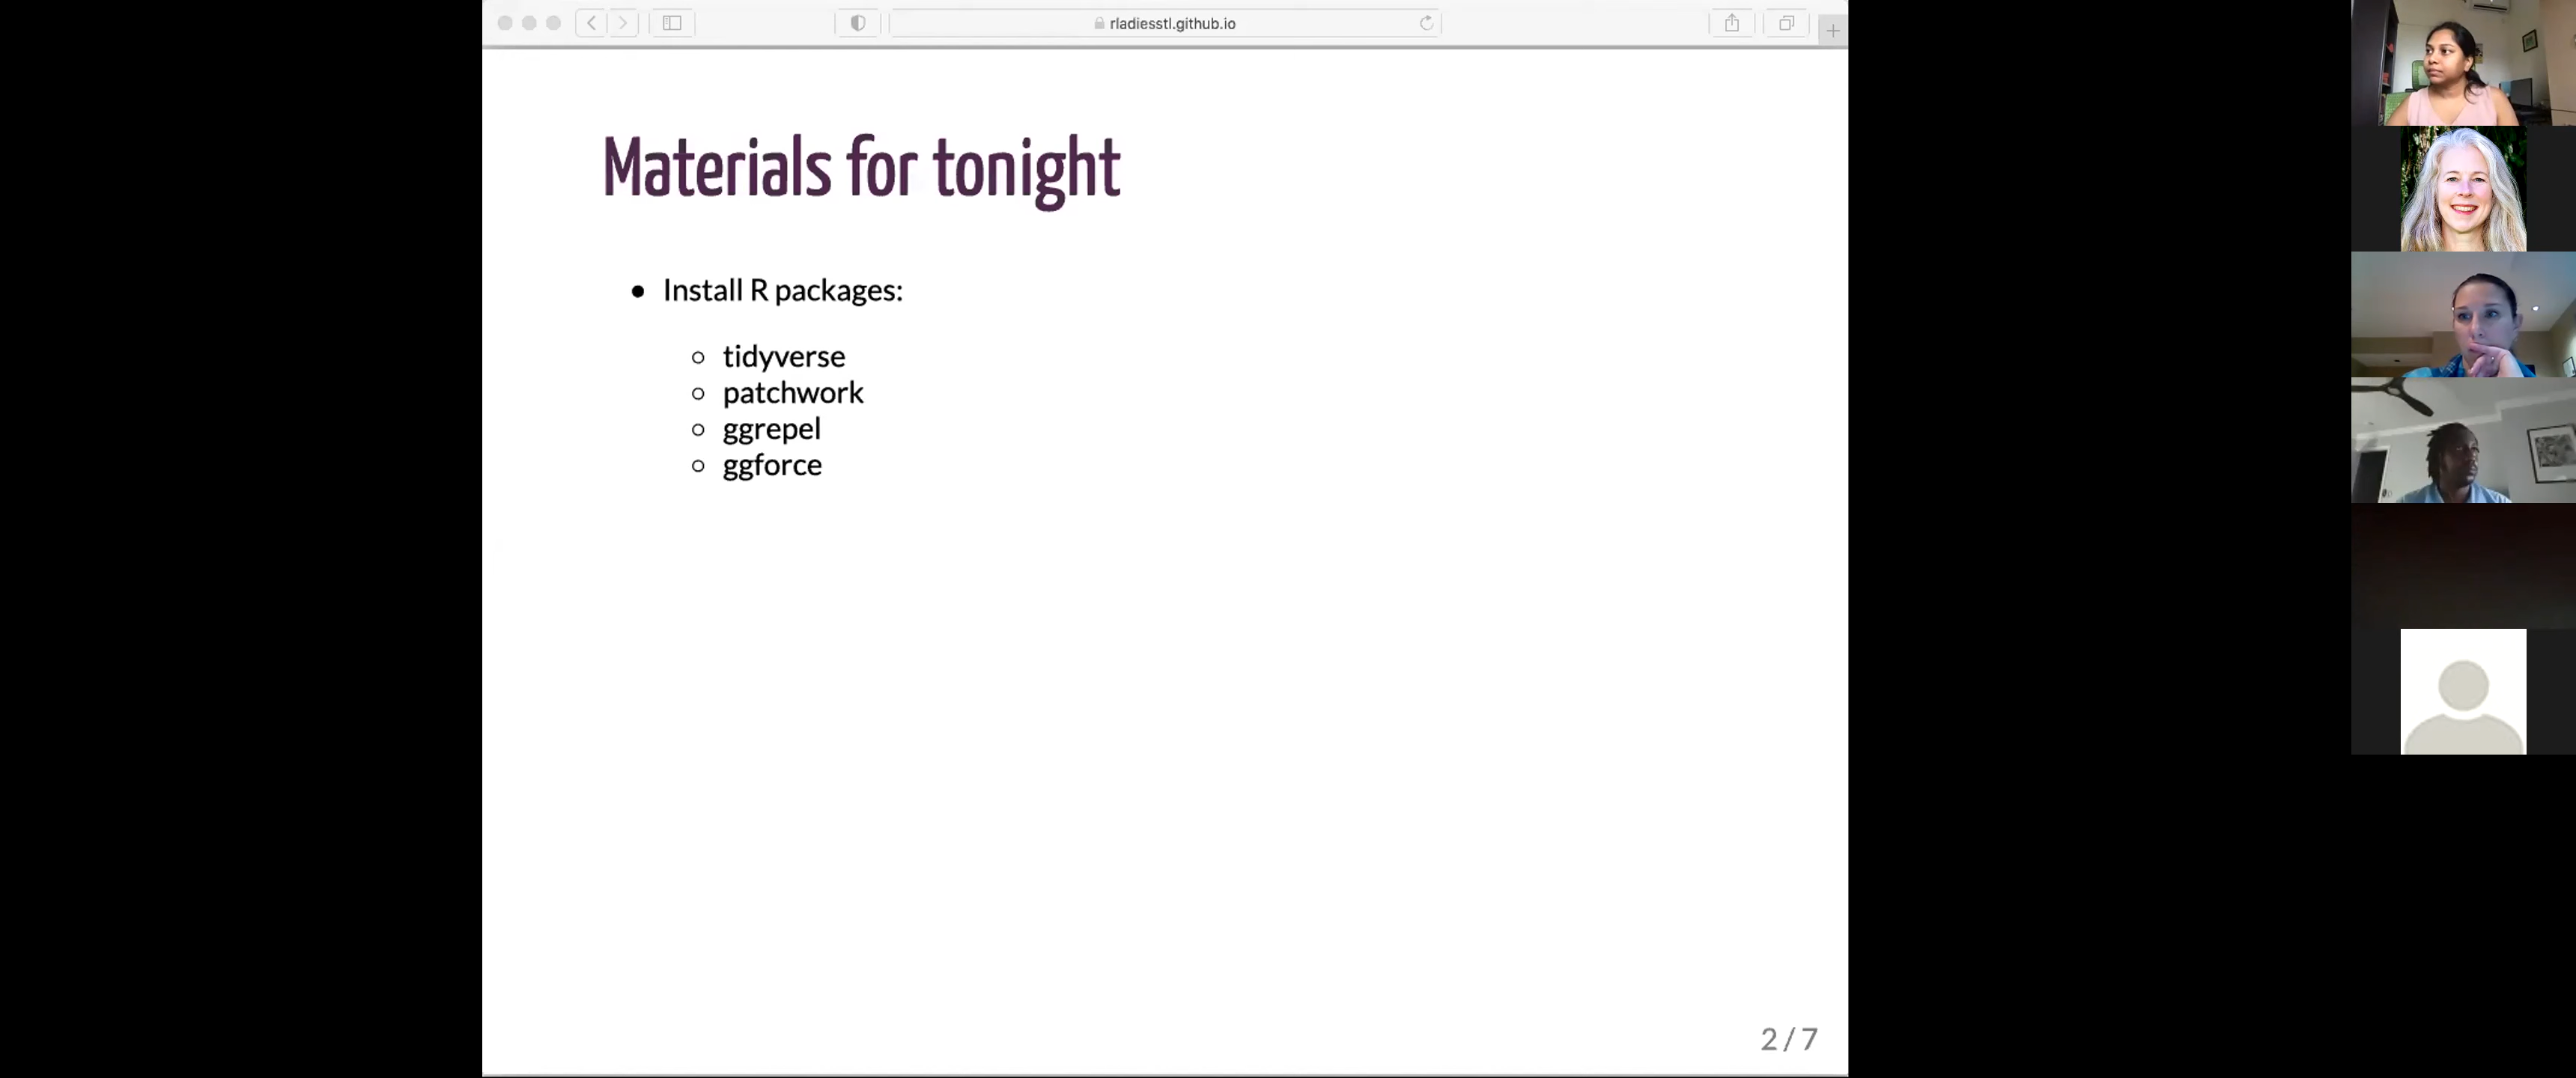 rladiesstl.github.io
Materials for tonight
Install R packages:
tidyverse
patchwork
ggrepel
ggforce
2 / 7